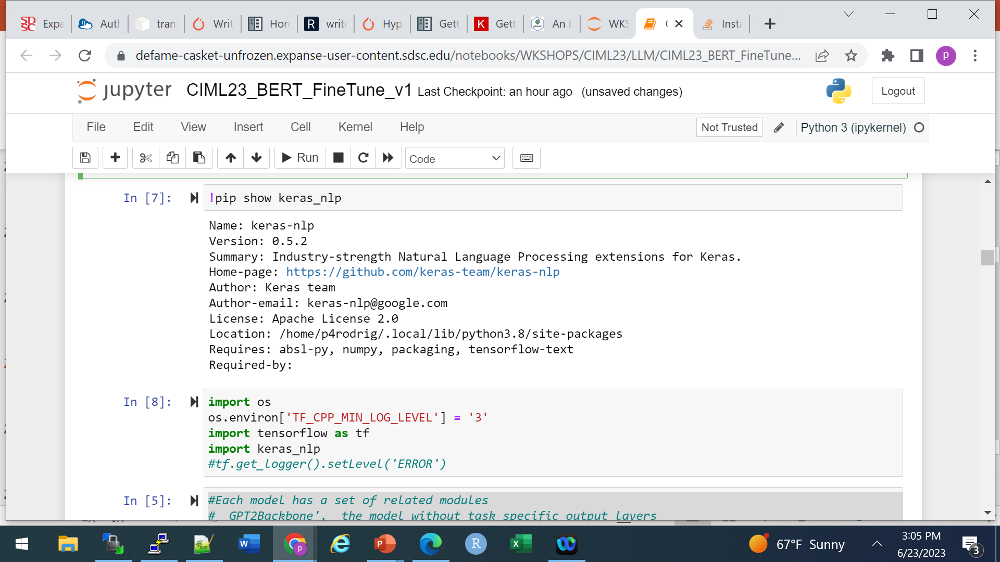 Expa
Auth
tran
Writ
Horo
R
write
Hyp
Gett
K
Gett
An I
WKS
Insta
defame-casket-unfrozen.expanse-user-content.sdsc.edu/notebooks/WKSHOPS/CIML23/LLM/CIML23_BERT_FineTune...
p
jupyter CIML23_BERT_FineTune_v1 Last Checkpoint: an hour ago (unsaved changes)
Logout
File Edit View Insert Cell Kernel Help
Not Trusted
Python 3 (ipykernel)
Run
Code
In [7]: !pip show keras_nlp
Name: keras-nlp
Version: 0.5.2
Summary: Industry-strength Natural Language Processing extensions for Keras.
Home-page: https://github.com/keras-team/keras-nlp
Author: Keras team
Author-email: keras-nlp@google.com
License: Apache License 2.0
Location: /home/p4rodrig/.local/lib/python3.8/site-packages
Requires: absl-py, numpy, packaging, tensorflow-text
Required-by:
In [8]: import os
os.environ['TF_CPP_MIN_LOG_LEVEL'] = '3'
import tensorflow as tf
import keras_nlp
#tf.get_logger().setLevel('ERROR')
In [5]: #Each model has a set of related modules
# GPT2Backbone', the model without task specific output layers
67°F Sunny
3:05 PM
6/23/2023
3